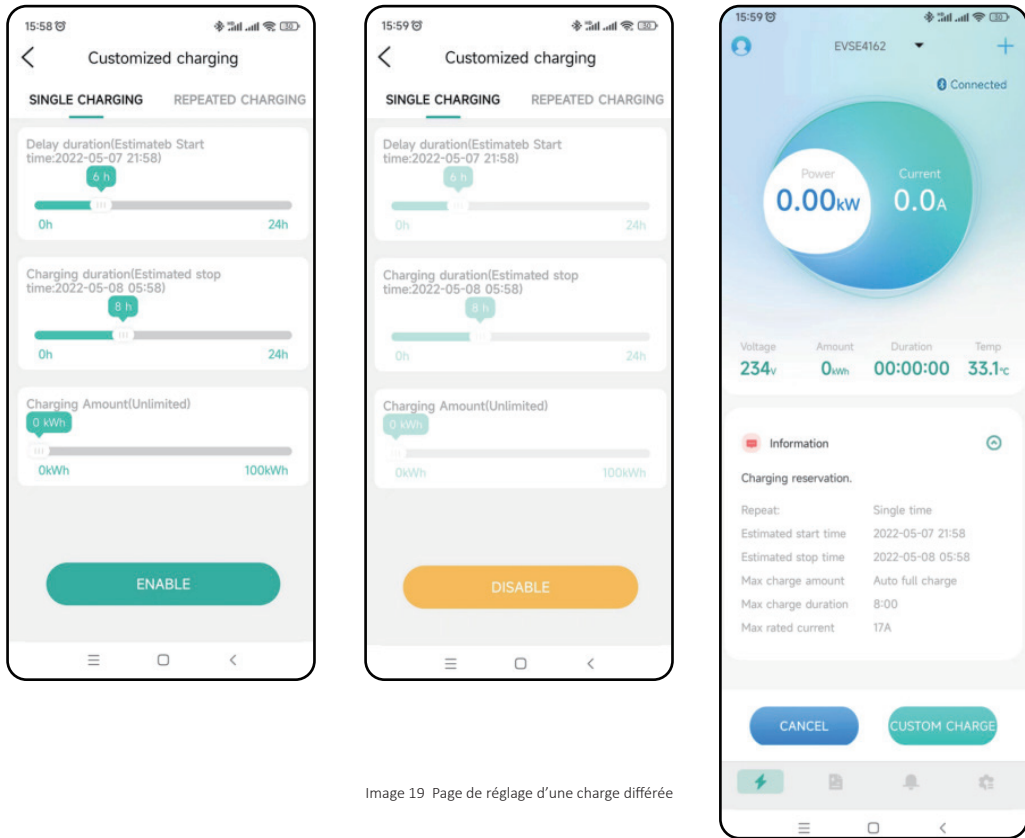 15:58
30
Customized charging
SINGLE CHARGING
REPEATED CHARGING
Delay duration(Estimateb Start
time:2022-05-07 21:58)
6 h
0h
24h
Charging duration(Estimated stop
time:2022-05-08 05:58)
8 h
0h
24h
Charging Amount(Unlimited)
0 kWh
0kWh
100kWh
ENABLE
15:59
30
Customized charging
SINGLE CHARGING
REPEATED CHARGING
Delay duration(Estimateb Start
time:2022-05-07 21:58)
6 h
0h
24h
Charging duration(Estimated stop
time:2022-05-08 05:58)
8 h
0h
24h
Charging Amount(Unlimited)
0 kWh
0kWh
100kWh
DISABLE
15:59
30
EVSE4162
Connected
Power
Current
0.00kW
0.0A
Voltage Amount Duration Temp
234V 0kWh 00:00:00 33.1℃
Information
Charging reservation.
Repeat: Single time
Estimated start time 2022-05-07 21:58
Estimated stop time 2022-05-08 05:58
Max charge amount Auto full charge
Max charge duration 8:00
Max rated current 17A
CANCEL
CUSTOM CHARGE
Image 19 Page de réglage d’une charge différée